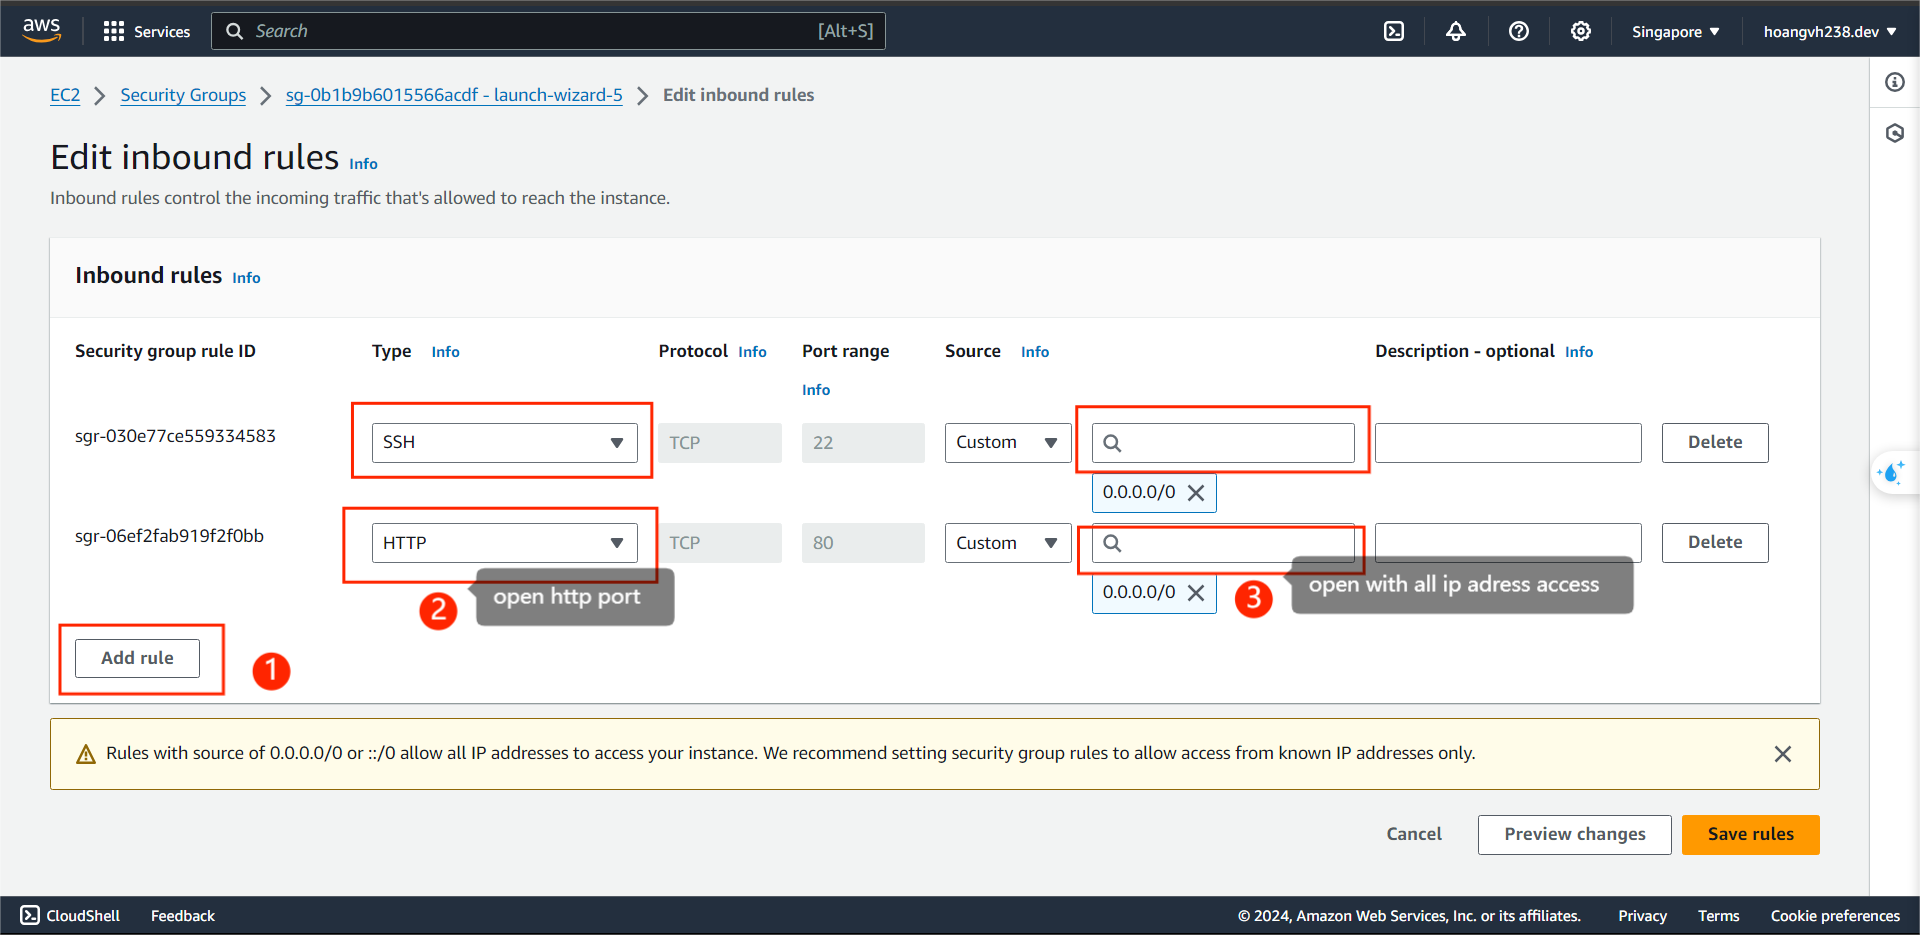 aws
Services
Search
[Alt+S]
Singapore
hoangvh238.dev
EC2 > Security Groups > sg-0b1b9b6015566acdf - launch-wizard-5 > Edit inbound rules
Edit inbound rules Info
Inbound rules control the incoming traffic that's allowed to reach the instance.
Inbound rules Info
Security group rule ID
Type Info
Protocol Info
Port range
Info
Source Info
Description - optional Info
sgr-030e77ce559334583
SSH
TCP
22
Custom
Delete
0.0.0.0/0
sgr-06ef2fab919f2f0bb
HTTP
TCP
80
Custom
Delete
0.0.0.0/0
2
open http port
3
open with all ip adress access
Add rule
1
Rules with source of 0.0.0.0/0 or ::/0 allow all IP addresses to access your instance. We recommend setting security group rules to allow access from known IP addresses only.
Cancel
Preview changes
Save rules
CloudShell
Feedback
© 2024, Amazon Web Services, Inc. or its affiliates.
Privacy
Terms
Cookie preferences